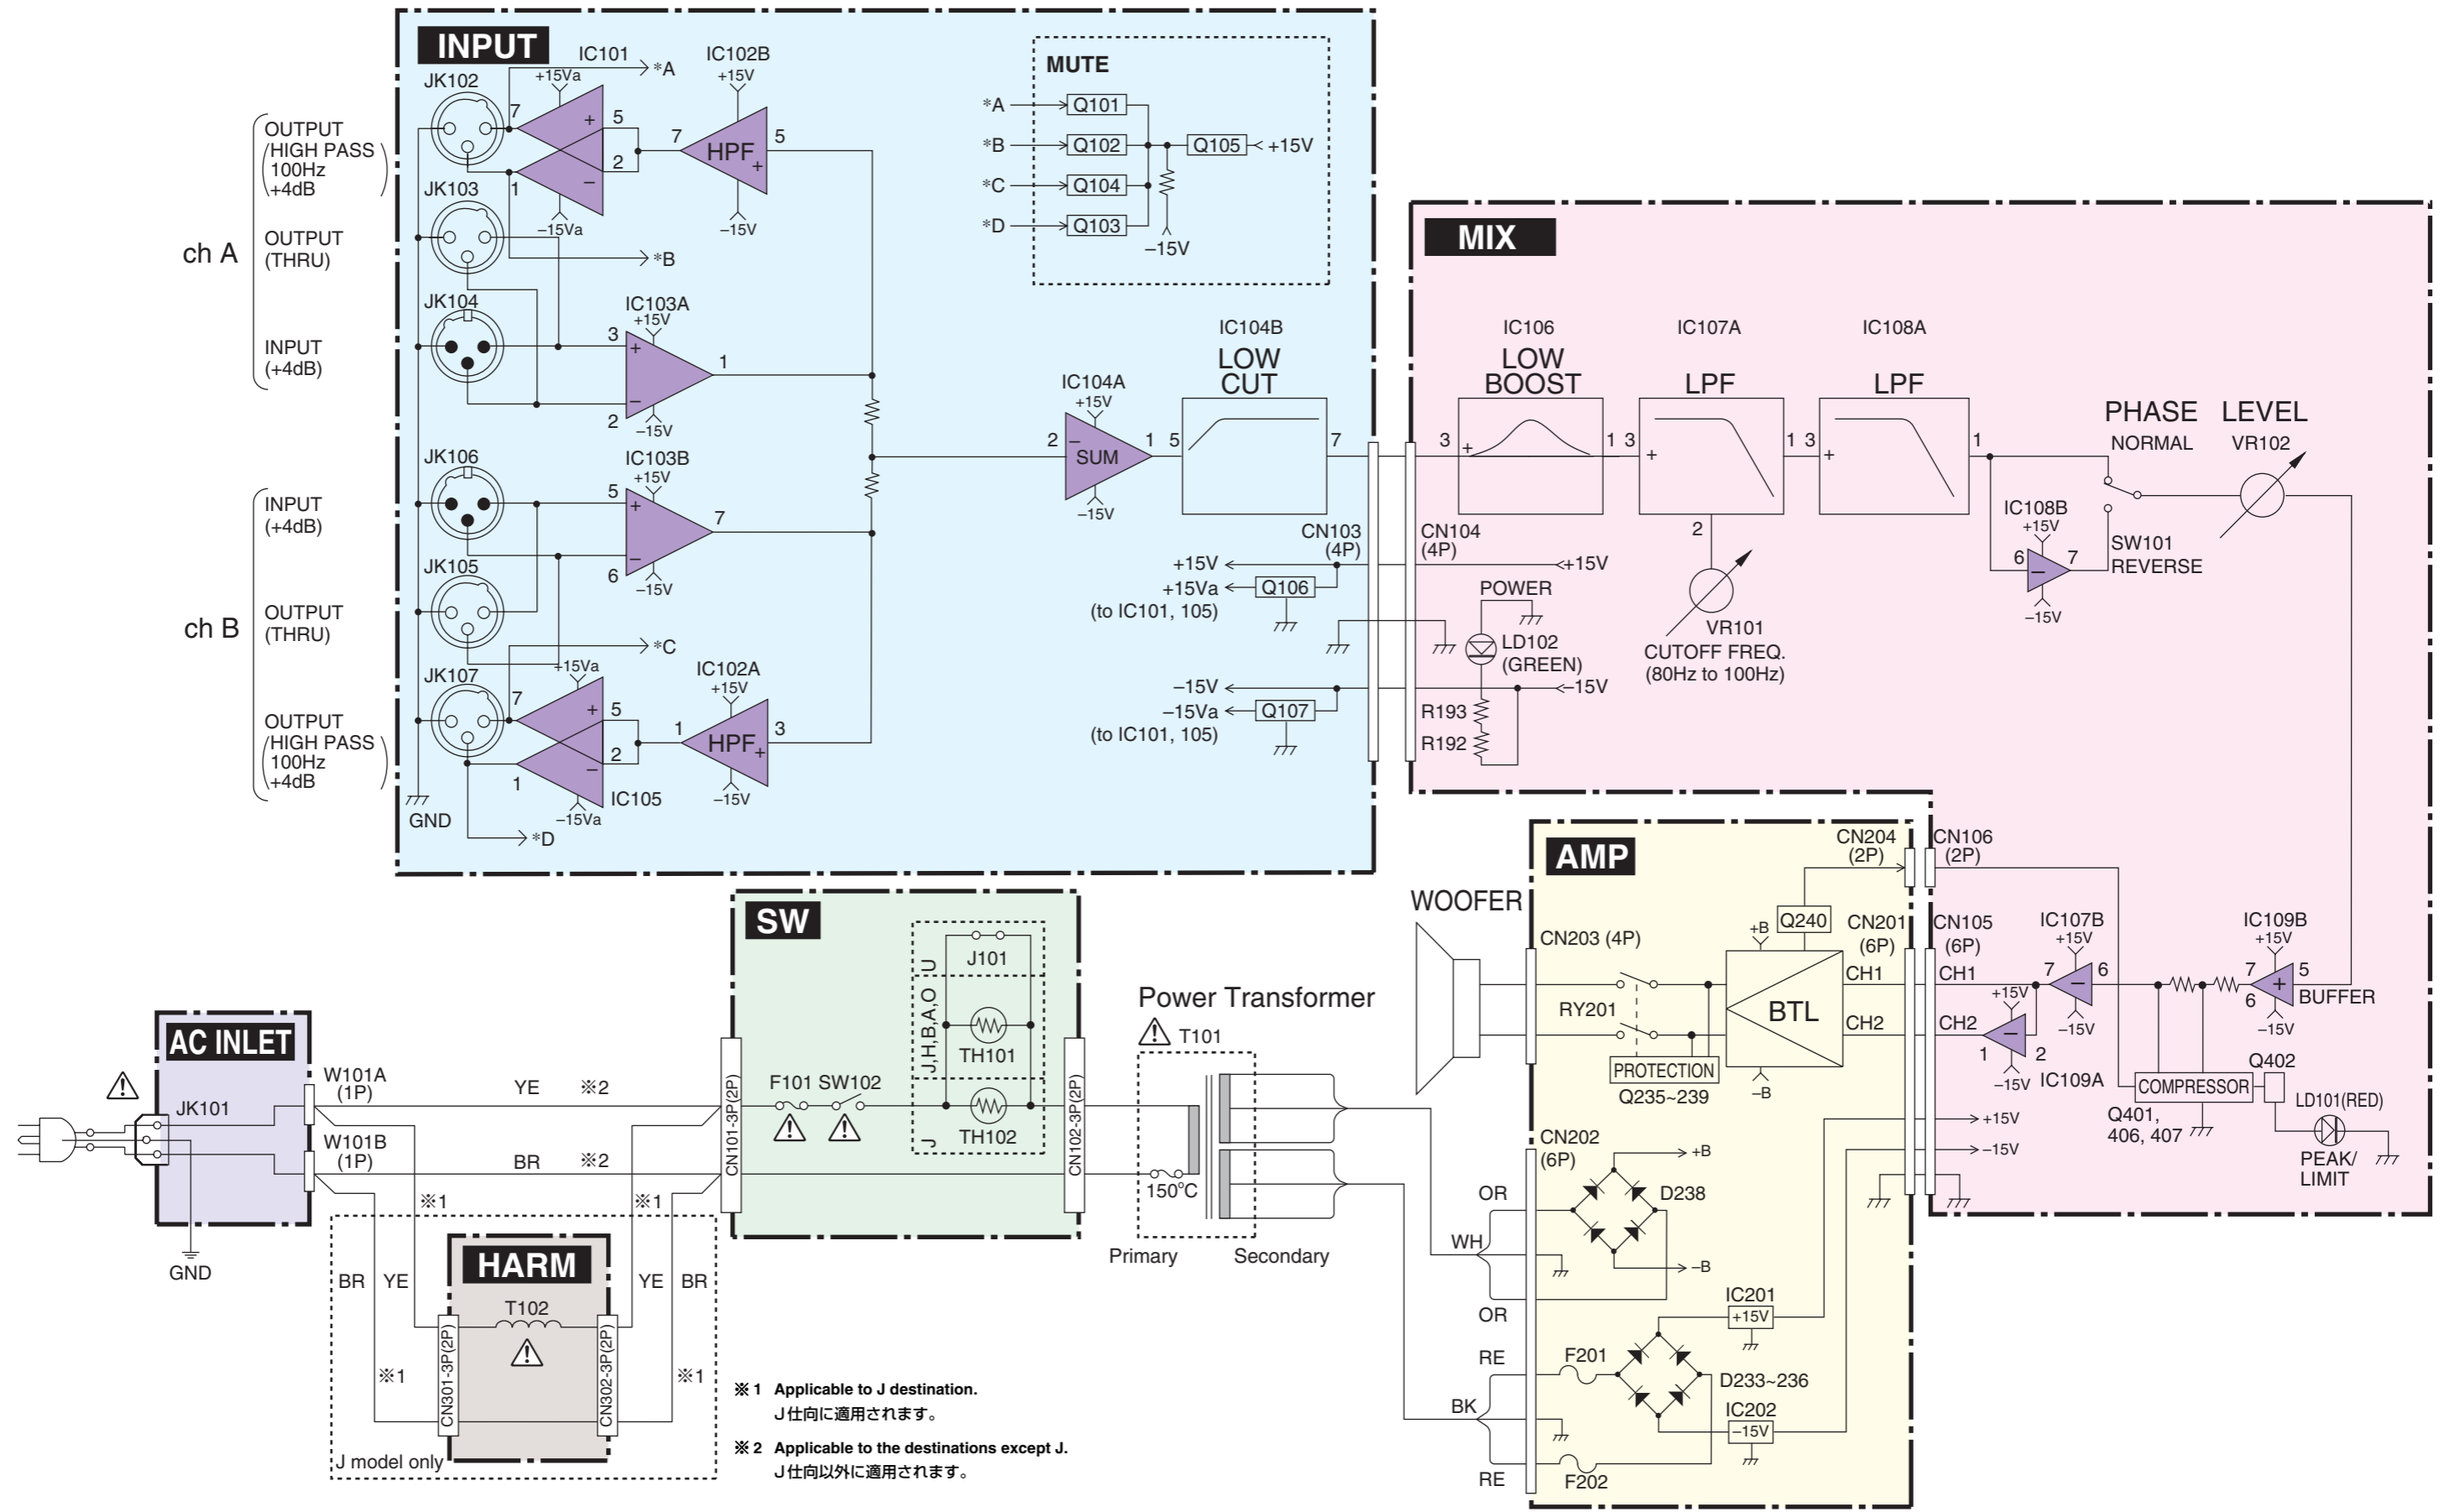 INPUT
JK102
IC101
+15Va
*A
7
+
5
2
–
1
–15Va
IC102B
+15V
7
HPF
+
5
–15V
ch A
OUTPUT
(HIGH PASS
100Hz
+4dB)
JK103
OUTPUT
(THRU)
*B
JK104
INPUT
(+4dB)
IC103A
+15V
3
+
1
–
2
–15V
MUTE
*A
Q101
*B
Q102
Q105
+15V
*C
Q104
*D
Q103
–15V
ch B
JK106
INPUT
(+4dB)
IC103B
+15V
5
+
7
–
6
–15V
JK105
OUTPUT
(THRU)
*C
JK107
OUTPUT
(HIGH PASS
100Hz
+4dB)
+15Va
7
+
5
2
–
1
IC105
–15Va
*D
IC102A
+15V
1
HPF
+
3
–15V
GND
IC104A
+15V
2
–
SUM
1
–15V
IC104B
LOW
CUT
5
7
CN103
(4P)
+15V
+15Va
Q106
(to IC101, 105)
–15V
–15Va
Q107
(to IC101, 105)
MIX
IC106
LOW
BOOST
3
+
1
IC107A
LPF
3
+
1
2
IC108A
LPF
3
+
1
PHASE
NORMAL
LEVEL
VR102
IC108B
+15V
6
–
7
–15V
SW101
REVERSE
CN104
(4P)
+15V
POWER
LD102
(GREEN)
–15V
R193
R192
VR101
CUTOFF FREQ.
(80Hz to 100Hz)
AMP
CN204
(2P)
CN106
(2P)
WOOFER
CN203 (4P)
RY201
PROTECTION
Q235~239
+B
Q240
BTL
–B
CN201
(6P)
CH1
CH2
CN105
(6P)
CH1
CH2
IC107B
+15V
7
–
6
–15V
IC109B
+15V
7
+
5
6
BUFFER
–15V
+15V
–
1
2
–15V
IC109A
COMPRESSOR
Q401,
406, 407
Q402
LD101(RED)
PEAK/
LIMIT
+15V
–15V
SW
J101
TH101
TH102
J,H,B,A,O
U
J
F101
SW102
CN101-3P(2P)
CN102-3P(2P)
Power Transformer
T101
150°C
Primary
Secondary
AC INLET
JK101
GND
W101A
(1P)
W101B
(1P)
YE
※2
BR
※2
※1
※1
HARM
T102
BR
YE
YE
BR
※1
※1
CN301-3P(2P)
CN302-3P(2P)
J model only
CN202
(6P)
OR
WH
OR
D238
+B
–B
RE
BK
RE
F201
F202
D233~236
IC201
+15V
IC202
–15V
※1 Applicable to J destination.
J仕向に適用されます。
※2 Applicable to the destinations except J.
J仕向以外に適用されます。